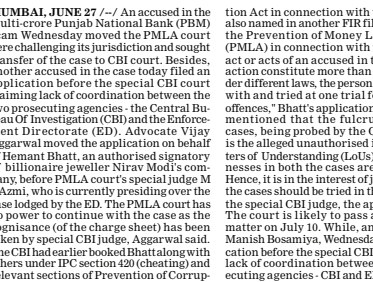 MUMBAI, JUNE 27 /--/ An accused in the
multi-crore Punjab National Bank (PBM)
scam Wednesday moved the PMLA court
here challenging its jurisdiction and sought
transfer of the case to CBI court. Besides,
another accused in the case today filed an
application before the special CBI court
claiming lack of coordination between the
two prosecuting agencies - the Central Bu-
reau Of Investigation (CBI) and the Enforce-
ment Directorate (ED). Advocate Vijay
Aggarwal moved the application on behalf
of Hemant Bhatt, an authorised signatory
of billionaire jeweller Nirav Modi's com-
pany, before PMLA court's special judge M
S Azmi, who is currently presiding over the
case lodged by the ED. The PMLA court has
no power to continue with the case as the
cognisance (of the charge sheet) has been
taken by special CBI judge, Aggarwal said.
The CBI had earlier booked Bhatt along with
others under IPC section 420 (cheating) and
relevant sections of Prevention of Corrup-
tion Act in connection with
also named in another FIR fil
the Prevention of Money L
(PMLA) in connection with
act or acts of an accused in t
action constitute more than
der different laws, the person
with and tried at one trial f
offences," Bhatt's application
mentioned that the fulcru
cases, being probed by the C
is the alleged unauthorised i
ters of Understanding (LoUs)
nesses in both the cases are
Hence, it is in the interest of j
the cases should be tried in th
the special CBI judge, the ap
The court is likely to pass a
matter on July 10. While, an
Manish Bosamiya, Wednesda
cation before the special CBI
lack of coordination between
ecuting agencies - CBI and E